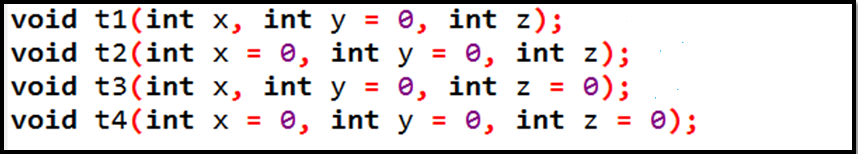 void t1(int x, int y = 0, int z);
void t2(int x = 0, int y = 0, int z);
void t3(int x, int y = 0, int z = 0);
void t4(int x = 0, int y = 0, int z = 0);